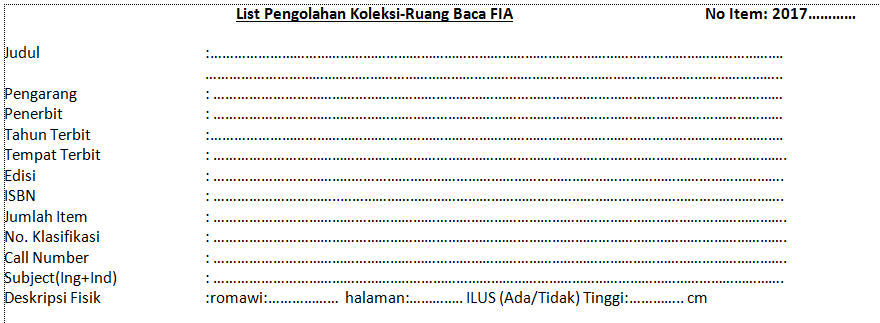 List Pengolahan Koleksi-Ruang Baca FIA No Item: 2017…………
Judul :………………………………………………………………………………………………………………………………
………………………………………………………………………………………………………………………………..
Pengarang : ………………………………………………………………………………………………………………………………
Penerbit : ………………………………………………………………………………………………………………………………
Tahun Terbit :………………………………………………………………………………………………………………………………
Tempat Terbit : ………………………………………………………………………………………………………………………………..
Edisi : ………………………………………………………………………………………………………………………………..
ISBN : ………………………………………………………………………………………………………………………………..
Jumlah Item : ………………………………………………………………………………………………………………………………..
No. Klasifikasi : ………………………………………………………………………………………………………………………………..
Call Number : ………………………………………………………………………………………………………………………………..
Subject(Ing+Ind) : ………………………………………………………………………………………………………………………………..
Deskripsi Fisik :romawi:……………… halaman:…………. ILUS (Ada/Tidak) Tinggi:………….. cm